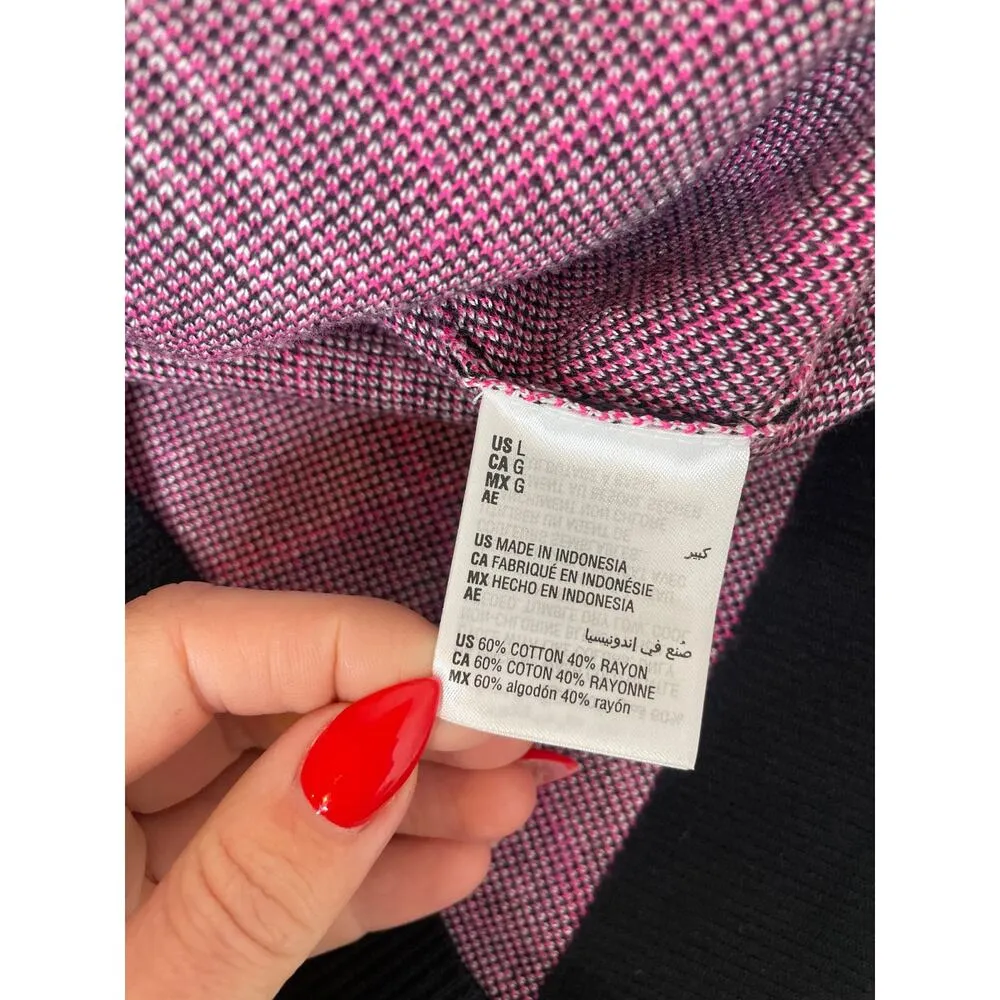 US L
CA G
MX G
AE
كبير
US MADE IN INDONESIA
CA FABRIQUÉ EN INDONÉSIE
MX HECHO EN INDONESIA
AE
صُنع في إندونيسيا
US 60% COTTON 40% RAYON
CA 60% COTON 40% RAYONNE
MX 60% algodón 40% rayón